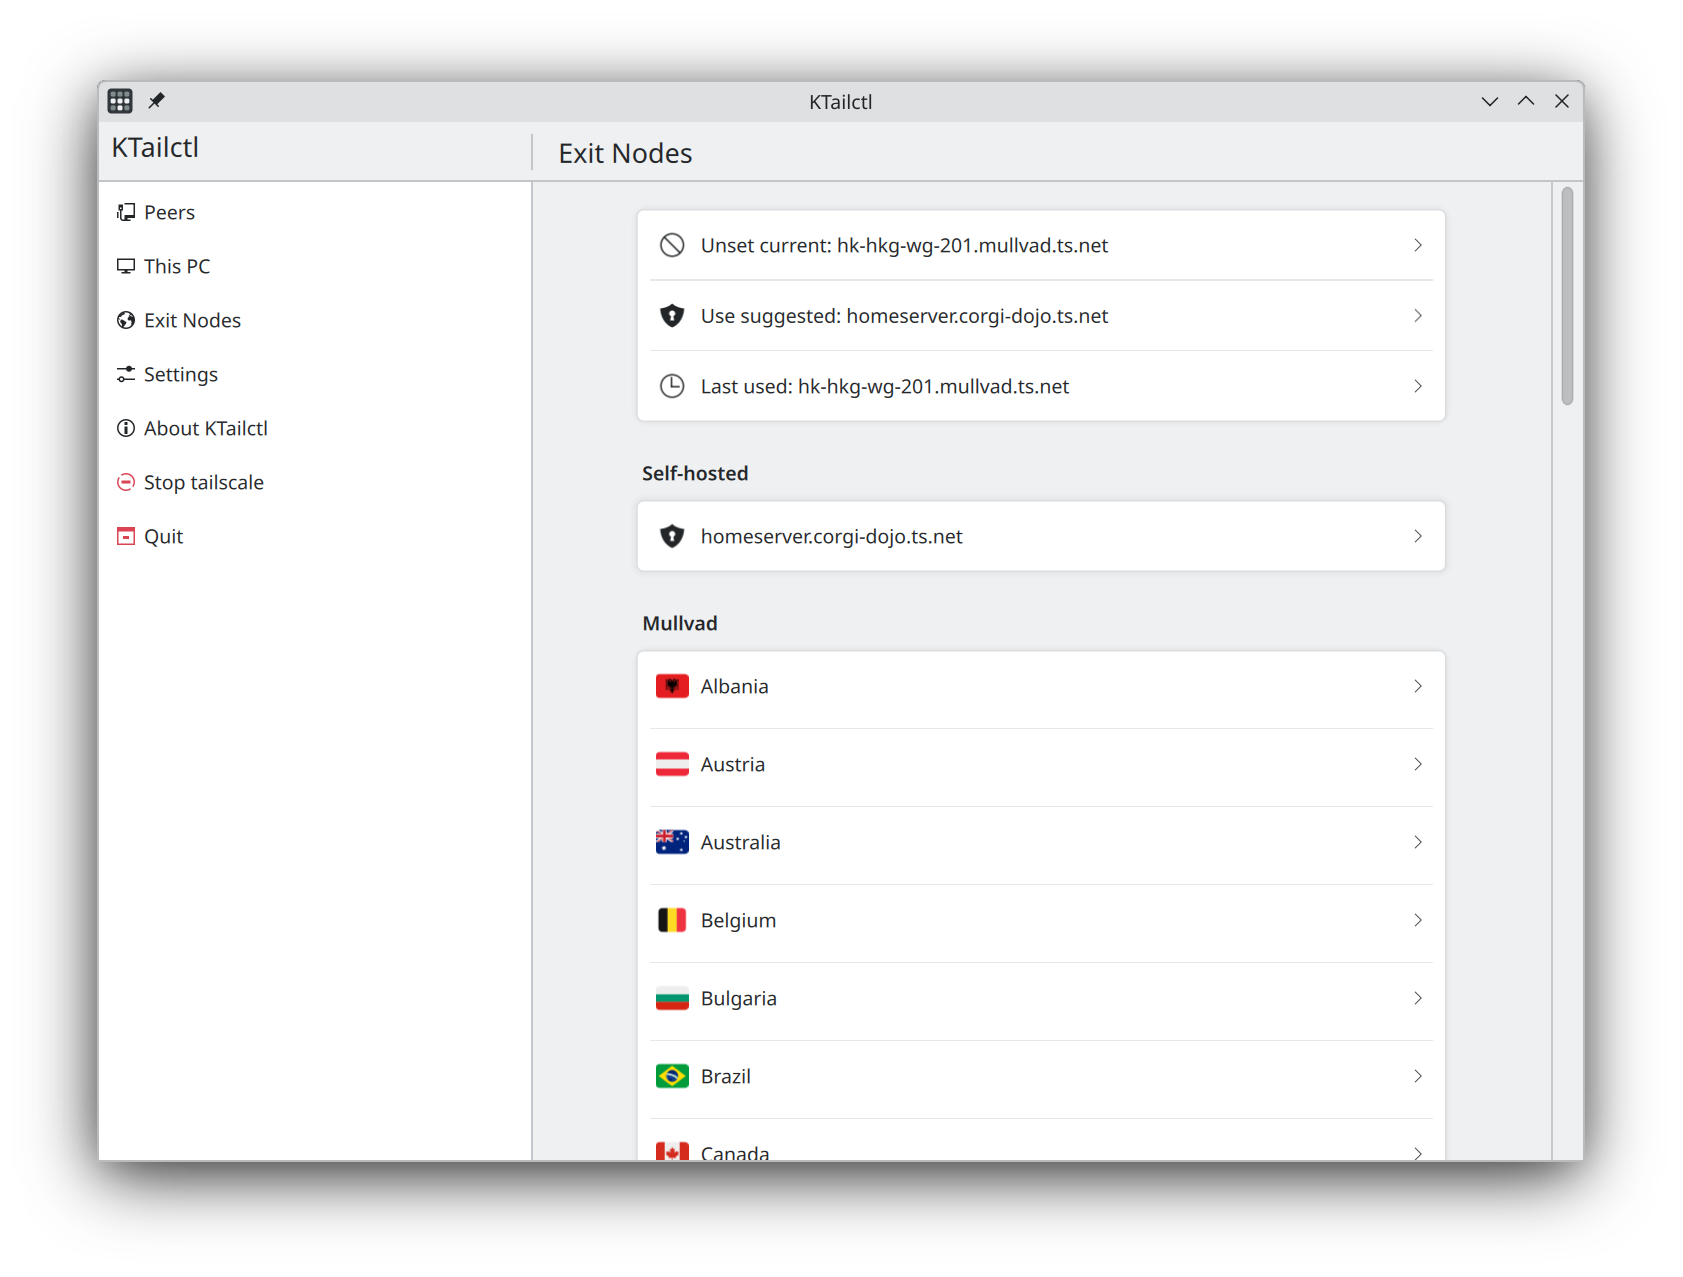 KTailctl
KTailctl
Exit Nodes
Peers
This PC
Exit Nodes
Settings
About KTailctl
Stop tailscale
Quit
Unset current: hk-hkg-wg-201.mullvad.ts.net
Use suggested: homeserver.corgi-dojo.ts.net
Last used: hk-hkg-wg-201.mullvad.ts.net
Self-hosted
homeserver.corgi-dojo.ts.net
Mullvad
Albania
Austria
Australia
Belgium
Bulgaria
Brazil
Canada